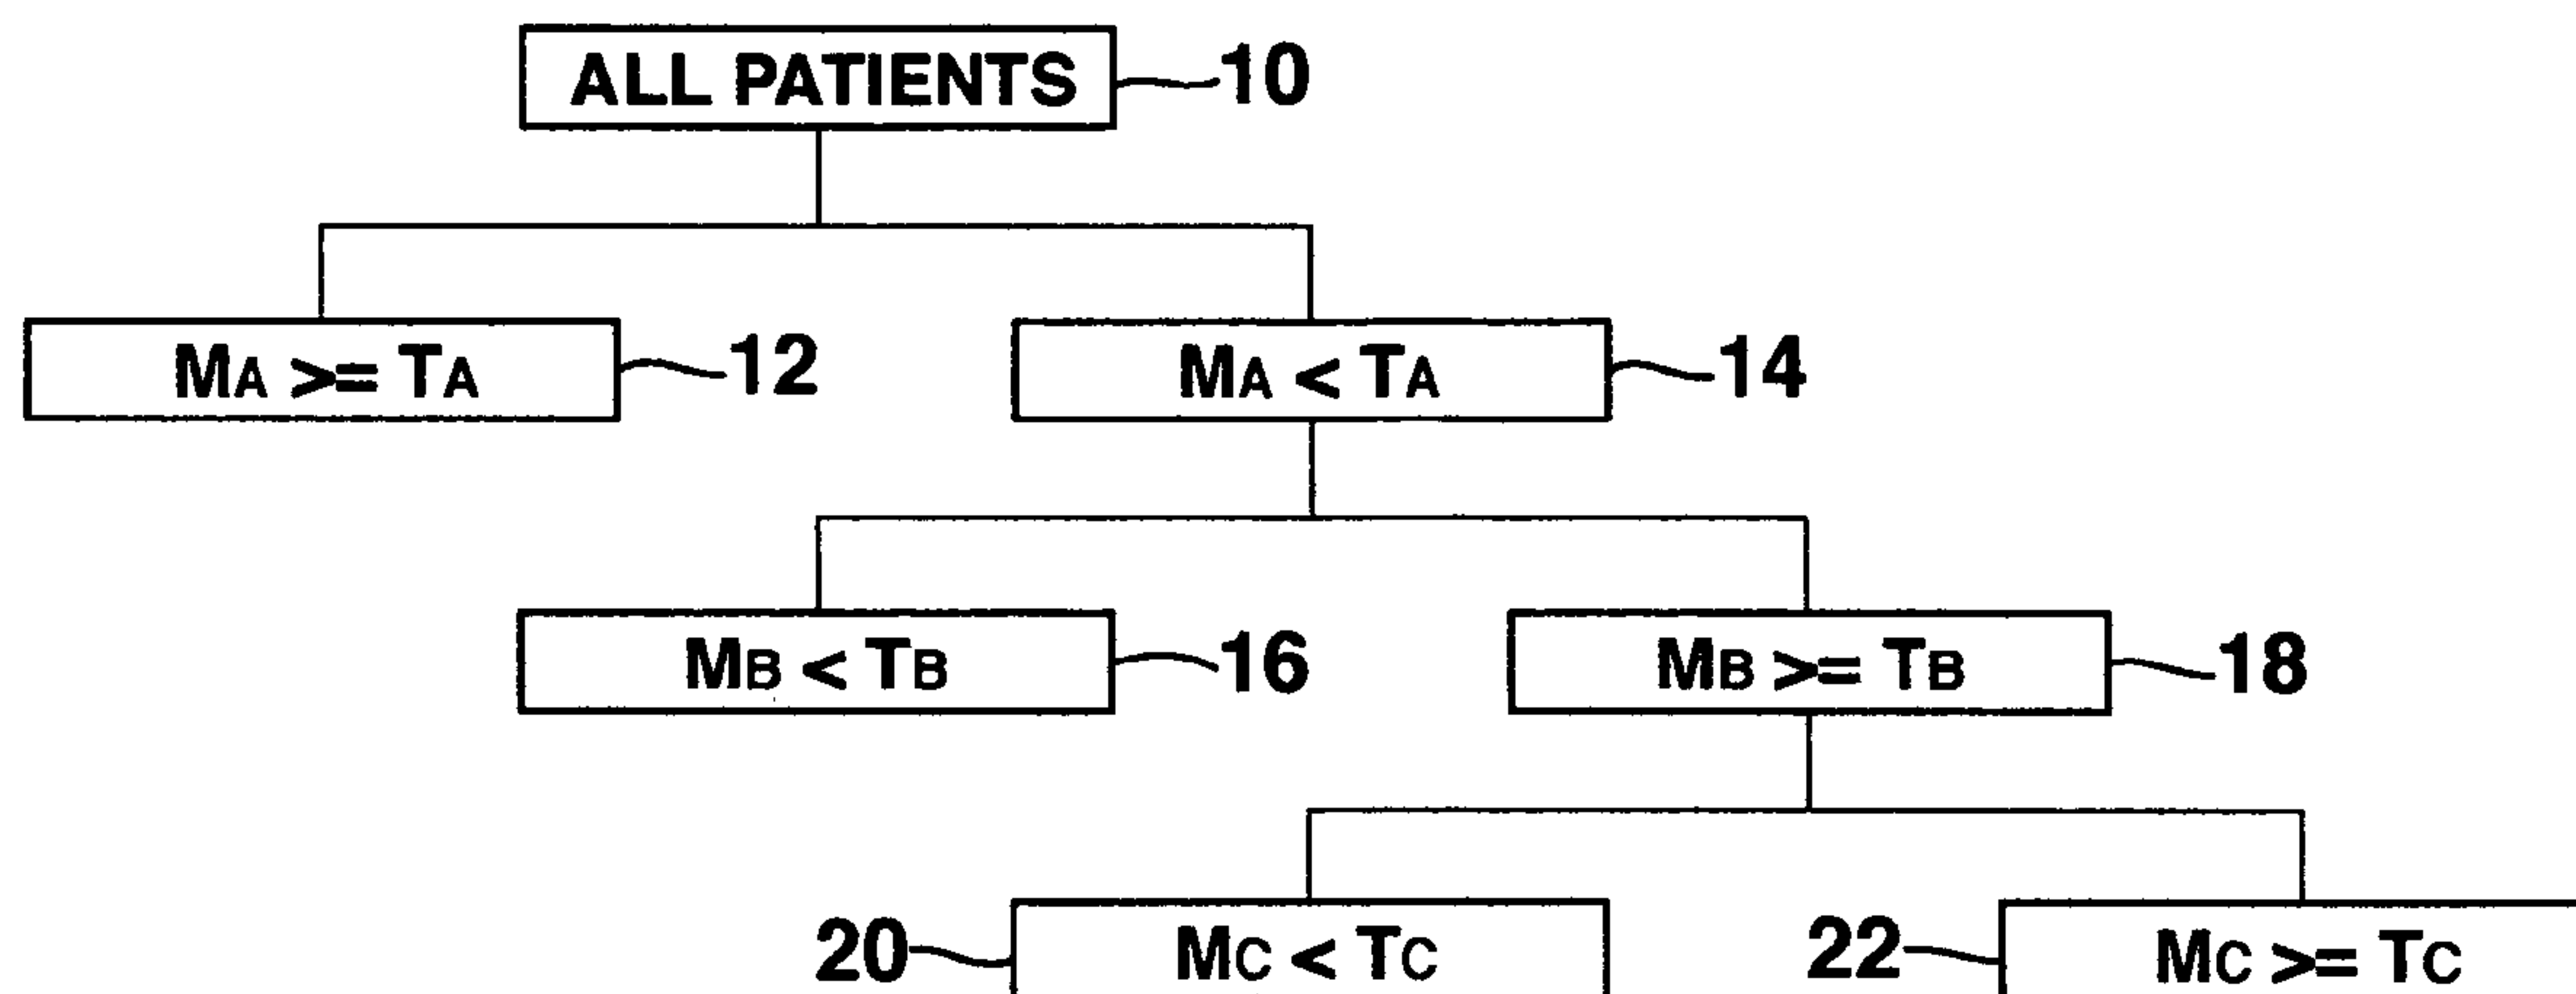 ALL PATIENTS 10
MA >= TA 12 MA < TA 14
MB < TB 16 MB >= TB 18
20 MC < TC 22 MC >= TC